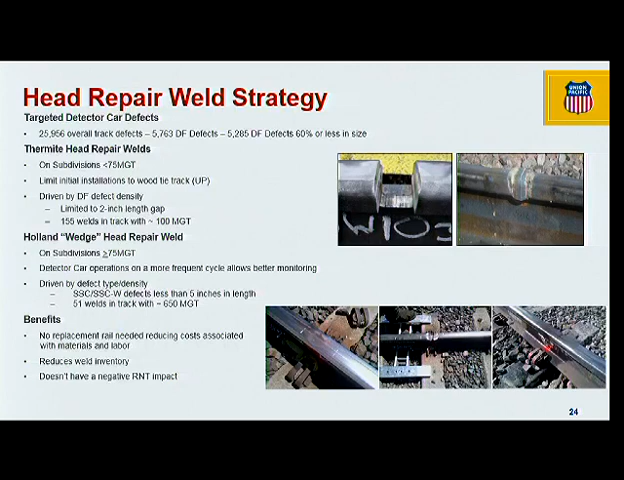 Head Repair Weld Strategy
UNION
PACIFIC
Targeted Detector Car Defects
• 25,956 overall track defects – 5,763 DF Defects – 5,285 DF Defects 60% or less in size
Thermite Head Repair Welds
• On Subdivisions <75MGT
• Limit initial installations to wood tie track (UP)
• Driven by DF defect density
– Limited to 2-inch length gap
– 155 welds in track with ~ 100 MGT
W103
Holland “Wedge” Head Repair Weld
• On Subdivisions >75MGT
• Detector Car operations on a more frequent cycle allows better monitoring
• Driven by defect type/density
– SSC/SSC-W defects less than 5 inches in length
– 51 welds in track with ~ 650 MGT
Benefits
• No replacement rail needed reducing costs associated
with materials and labor
• Reduces weld inventory
• Doesn't have a negative RNT impact
24